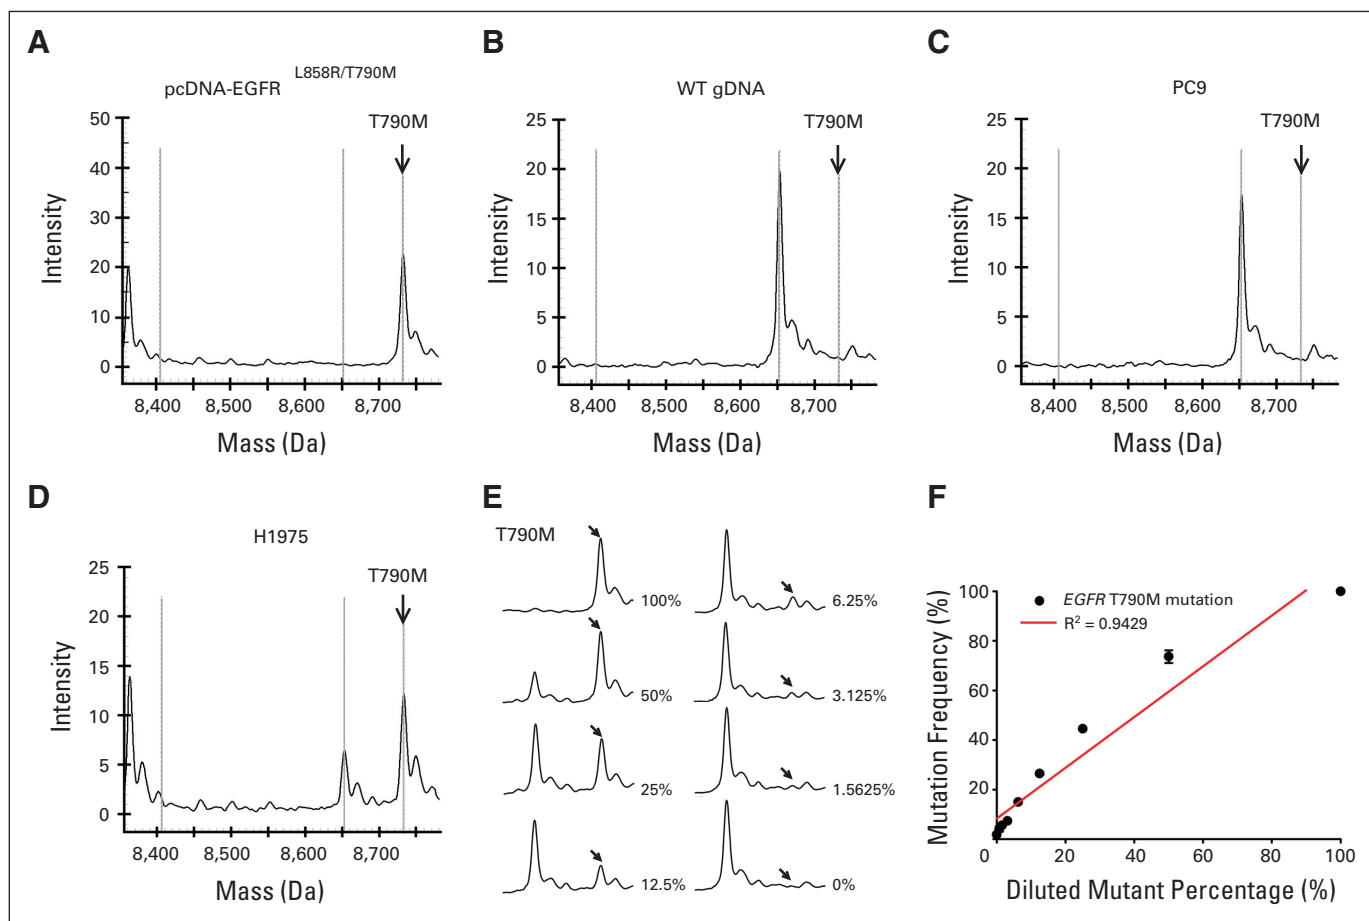 A
pcDNA-EGFR L858R/T790M
T790M
50
40
30
20
10
0
Intensity
8,400 8,500 8,600 8,700
Mass (Da)
B
WT gDNA
T790M
25
20
15
10
5
0
Intensity
8,400 8,500 8,600 8,700
Mass (Da)
C
PC9
T790M
25
20
15
10
5
0
Intensity
8,400 8,500 8,600 8,700
Mass (Da)
D
H1975
T790M
25
20
15
10
5
0
Intensity
8,400 8,500 8,600 8,700
Mass (Da)
E
T790M
100%
50%
25%
12.5%
6.25%
3.125%
1.5625%
0%
F
EGFR T790M mutation
R² = 0.9429
100
80
60
40
20
Mutation Frequency (%)
0 20 40 60 80 100
Diluted Mutant Percentage (%)